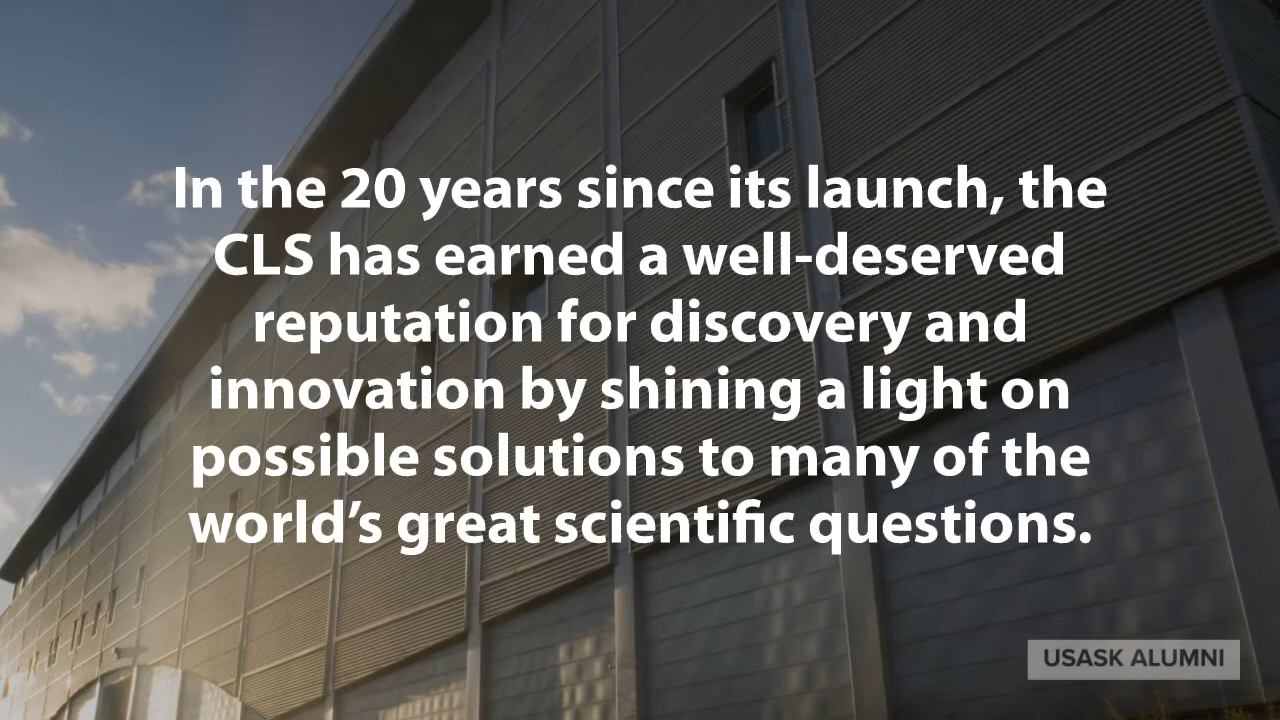 In the 20 years since its launch, the
CLS has earned a well-deserved
reputation for discovery and
innovation by shining a light on
possible solutions to many of the
world’s great scientific questions.
USASK ALUMNI